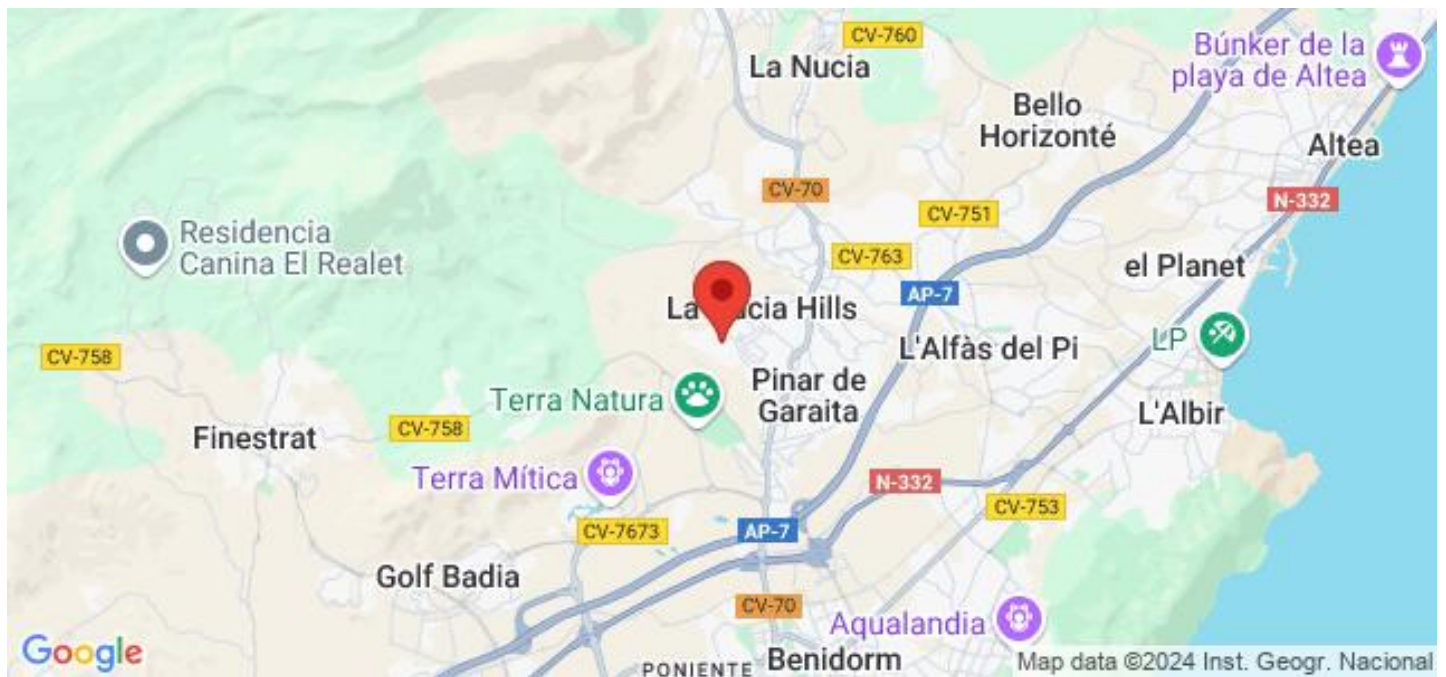 CV-760
La Nucia
Búnker de la
playa de Altea
Bello
Horizonté
Altea
CV-70
N-332
CV-751
Residencia
Canina El Realet
CV-763
el Planet
AP-7
La Nucia Hills
LP
CV-758
L'Alfàs del Pi
Pinar de
Garaita
Terra Natura
L'Albir
Finestrat
CV-758
Terra Mítica
N-332
CV-753
CV-7673
AP-7
Golf Badia
CV-70
Aqualandia
Google
PONIENTE
Benidorm
Map data ©2024 Inst. Geogr. Nacional